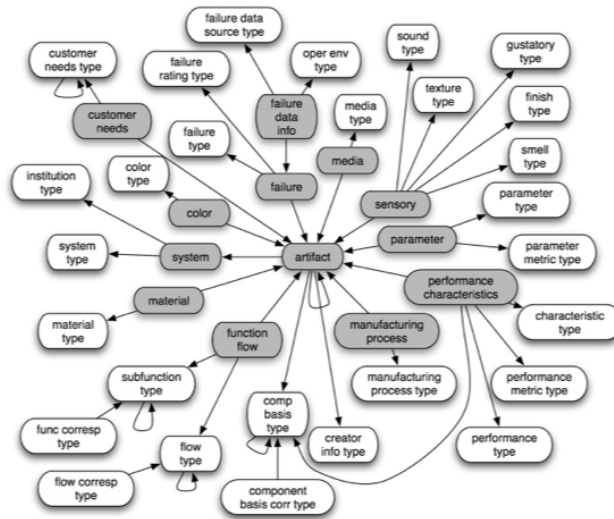 failure data
source type
customer
needs type
failure
rating type
oper env
type
sound
type
gustatory
type
customer
needs
failure
data
info
media
type
texture
type
finish
type
failure
type
media
smell
type
institution
type
color
type
failure
sensory
parameter
type
color
parameter
system
type
system
artifact
parameter
metric type
material
performance
characteristics
material
type
function
flow
manufacturing
process
characteristic
type
subfunction
type
manufacturing
process type
performance
metric type
func corresp
type
flow
type
comp
basis
type
creator
info type
performance
type
flow corresp
type
component
basis corr type